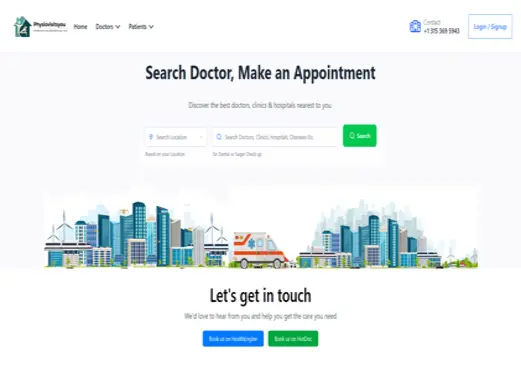 Physiovisityou
Home
Doctors
Patients
Contact
+1 315 369 5943
Login / Signup
Search Doctor, Make an Appointment
Discover the best doctors, clinics & hospitals nearest to you.
Search Location
Search Doctors, Clinics, Hospitals, Diseases Etc
Search
Based on your Location
Ex: Dental or Sugar Check up
Let's get in touch
We'd love to hear from you and help you get the care you need
Book us on HealthEngine
Book us on HotDoc